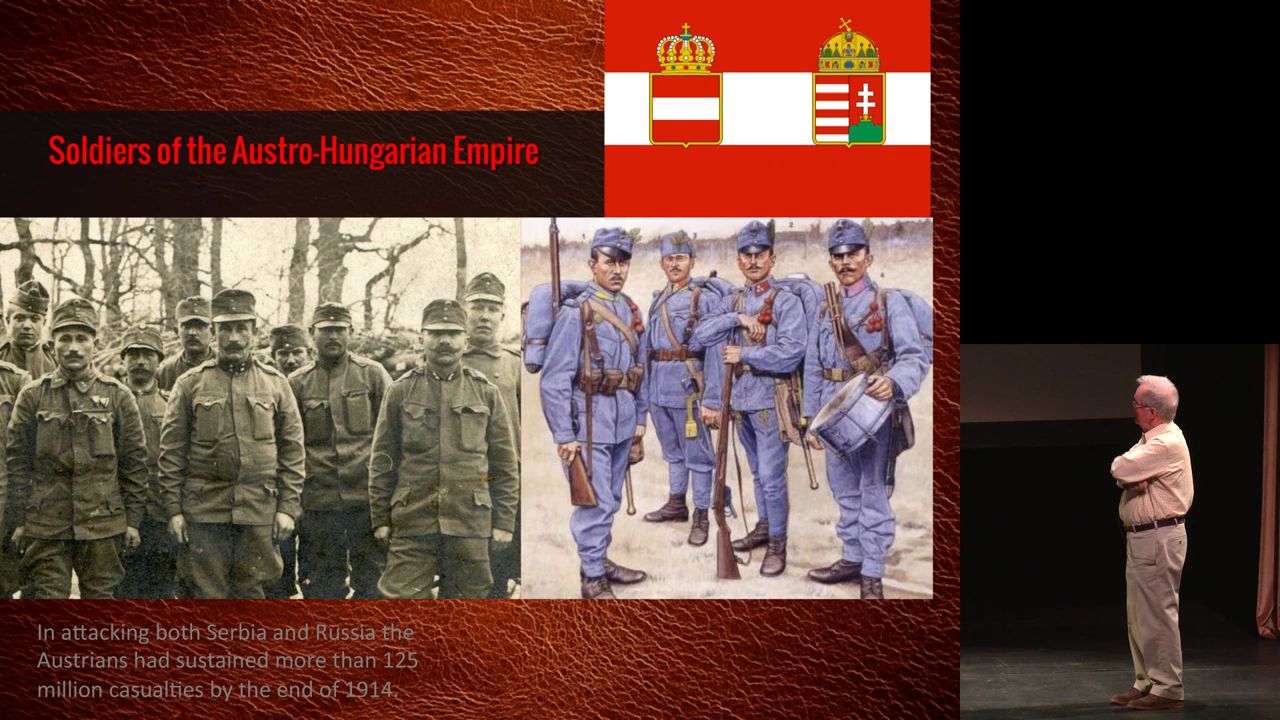 Soldiers of the Austro-Hungarian Empire
In attacking both Serbia and Russia the
Austrians had sustained more than 125
million casualties by the end of 1914.